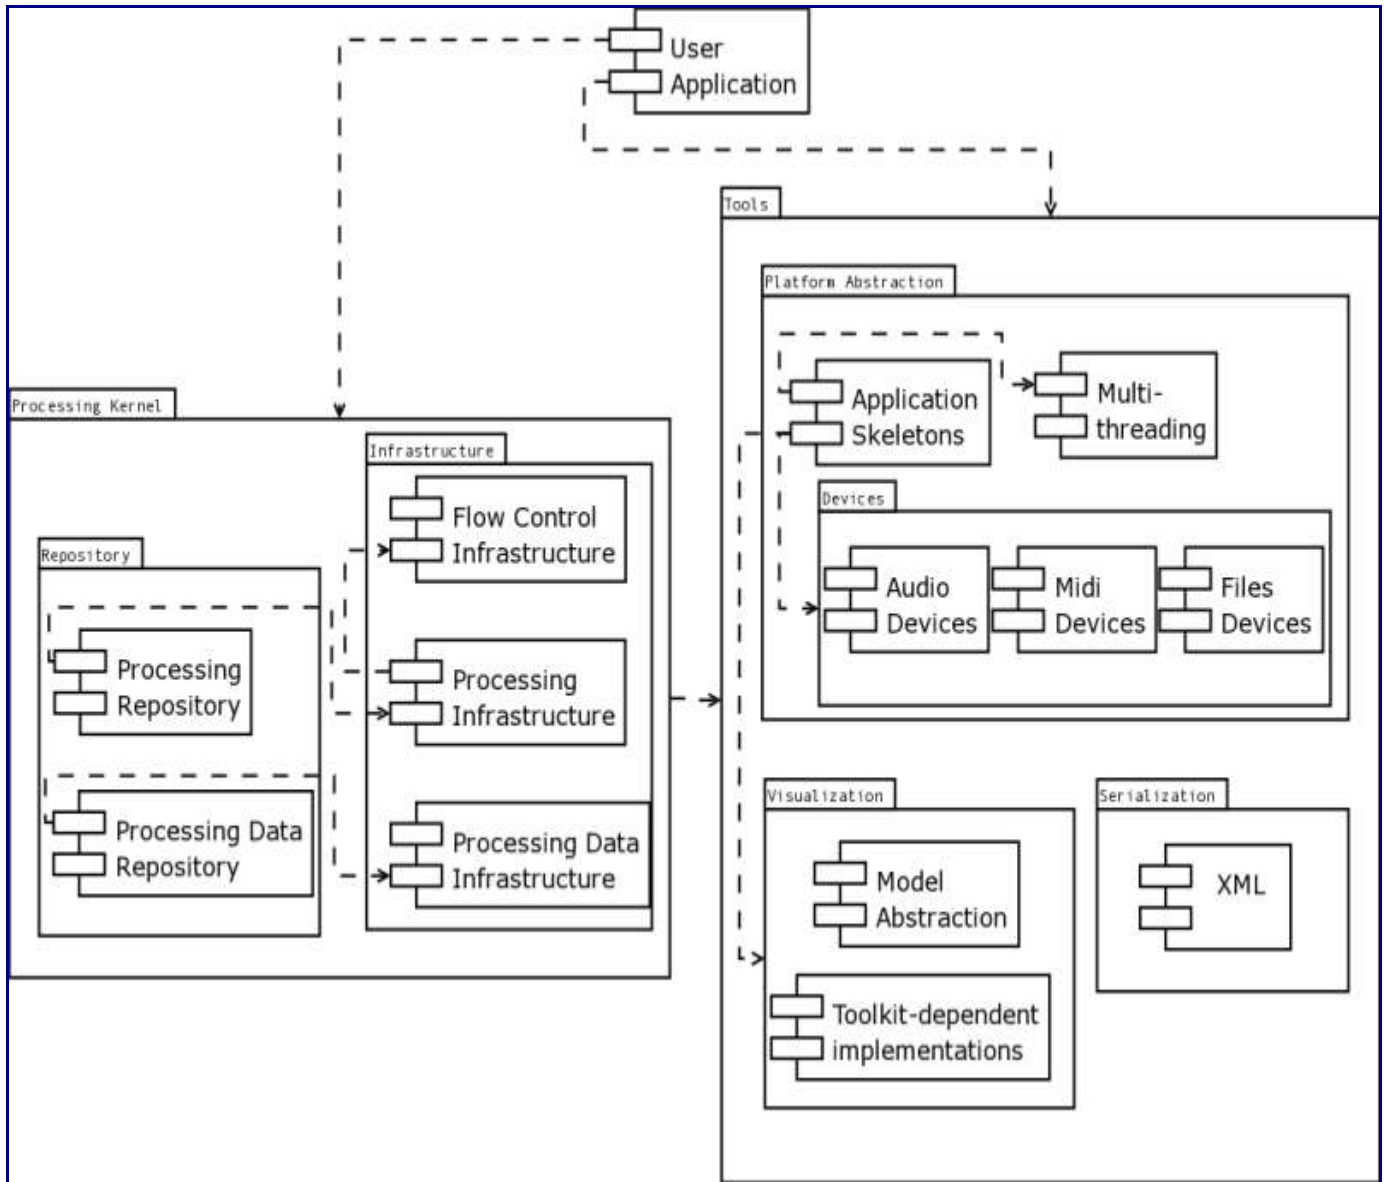 User
Application
Tools
Platform Abstraction
Application
Skeletons
Multi-
threading
Devices
Audio
Devices
Midi
Devices
Files
Devices
Processing Kernel
Infrastructure
Flow Control
Infrastructure
Repository
Processing
Repository
Processing
Infrastructure
Processing Data
Repository
Processing Data
Infrastructure
Visualization
Model
Abstraction
Toolkit-dependent
implementations
Serialization
XML